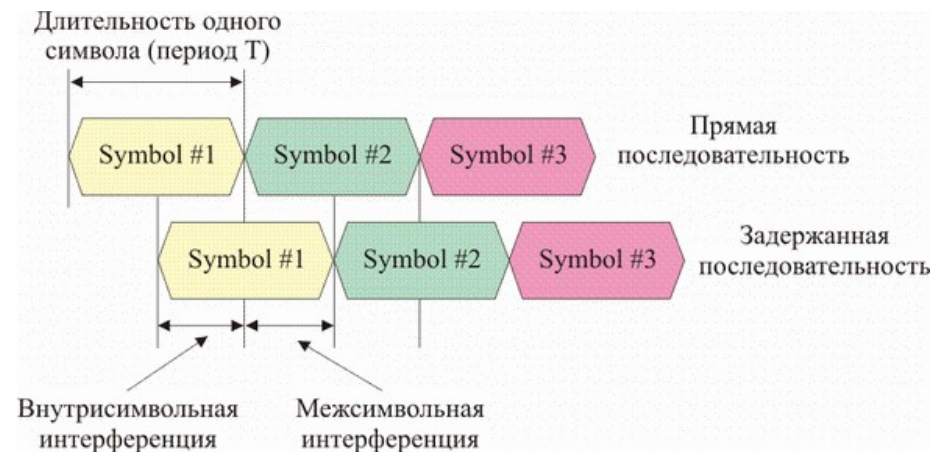 Длительность одного
символа (период T)
Symbol #1
Symbol #2
Symbol #3
Прямая
последовательность
Symbol #1
Symbol #2
Symbol #3
Задержанная
последовательность
Внутрисимвольная
интерференция
Межсимвольная
интерференция